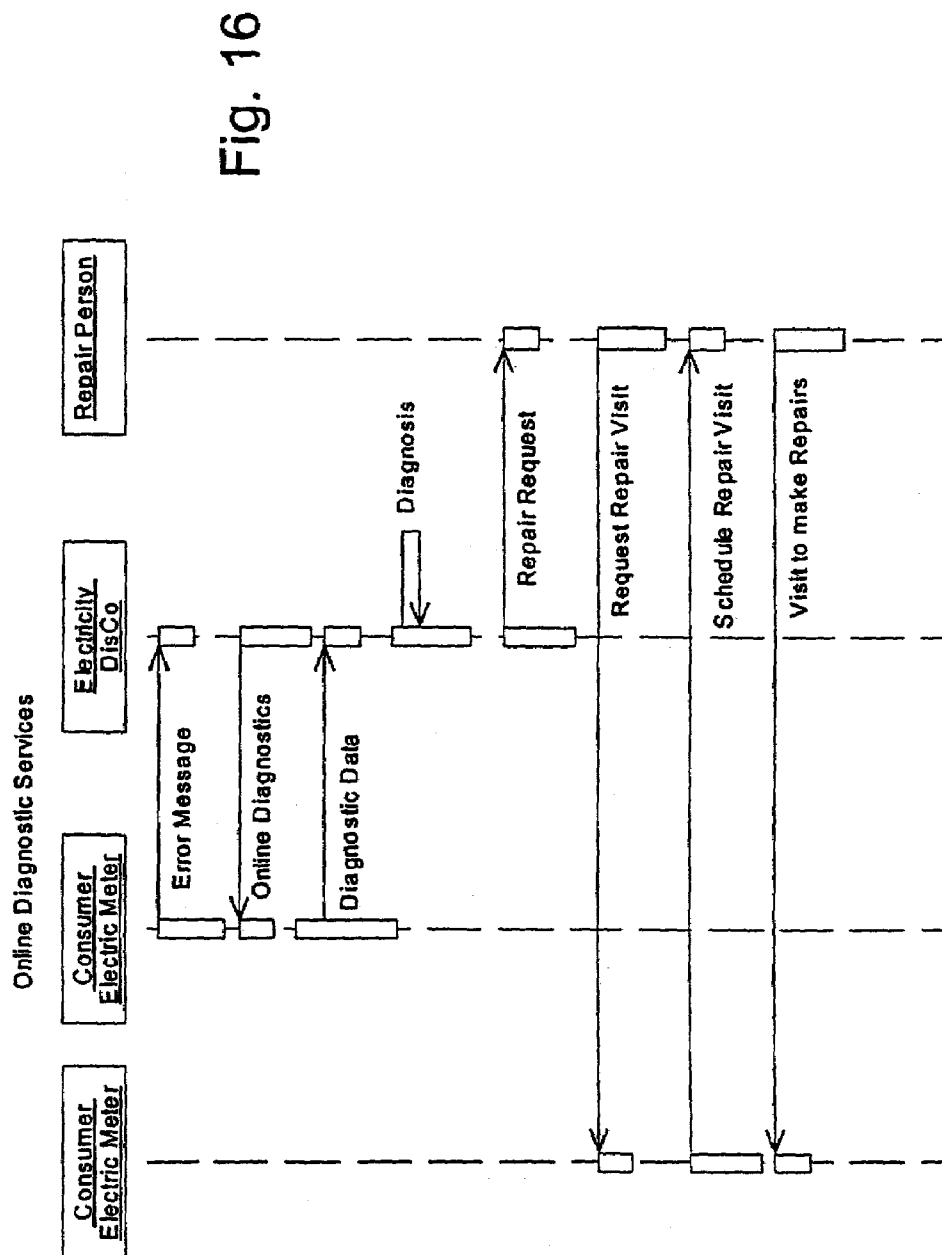 Online Diagnostic Services
Consumer
Electric Meter
Consumer
Electric Meter
Electricity
DisCo
Repair Person
Error Message
Online Diagnostics
Diagnostic Data
Diagnosis
Repair Request
Request Repair Visit
Schedule Repair Visit
Visit to make Repairs
Fig. 16